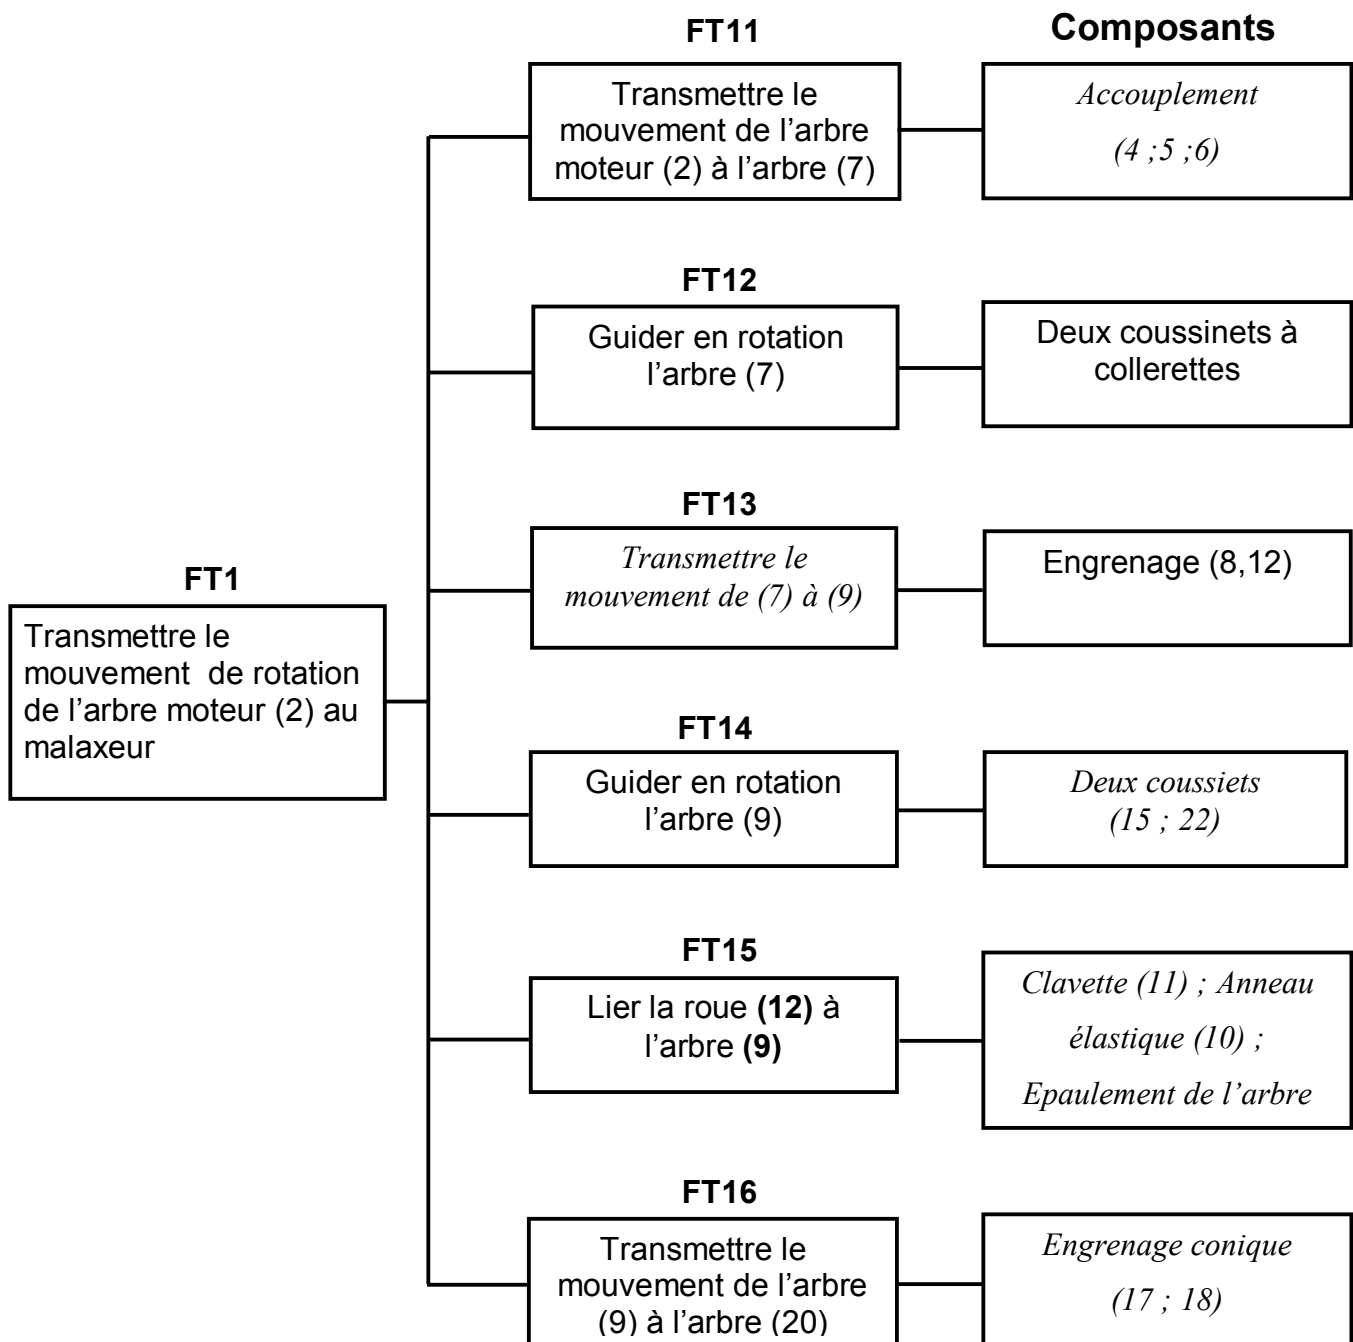 FT11
Composants
Transmettre le
mouvement de l’arbre
moteur (2) à l’arbre (7)
Accouplement
(4 ;5 ;6)
FT12
Guider en rotation
l’arbre (7)
Deux coussinets à
collerettes
FT13
Transmettre le
mouvement de (7) à (9)
Engrenage (8,12)
FT1
Transmettre le
mouvement de rotation
de l’arbre moteur (2) au
malaxeur
FT14
Guider en rotation
l’arbre (9)
Deux coussiets
(15 ; 22)
FT15
Lier la roue (12) à
l’arbre (9)
Clavette (11) ; Anneau
élastique (10) ;
Epaulement de l’arbre
FT16
Transmettre le
mouvement de l’arbre
(9) à l’arbre (20)
Engrenage conique
(17 ; 18)